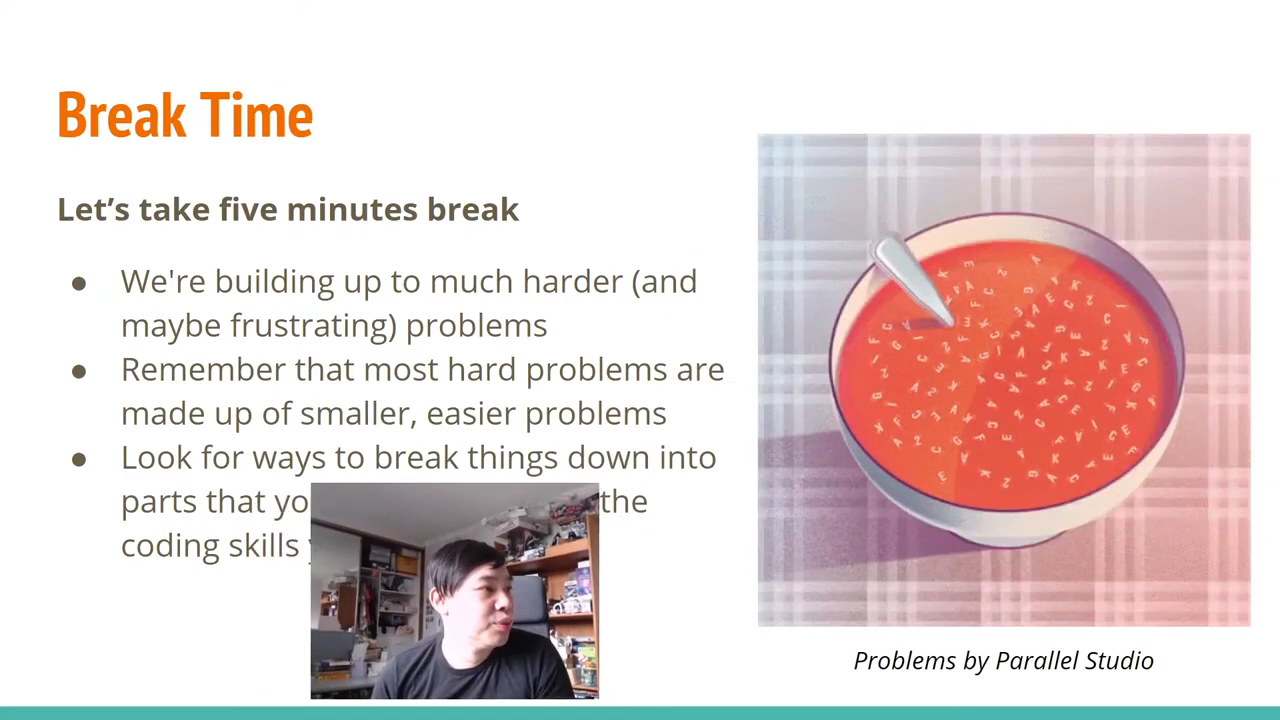 Break Time
Let’s take five minutes break
● We're building up to much harder (and
maybe frustrating) problems
● Remember that most hard problems are
made up of smaller, easier problems
● Look for ways to break things down into
parts that the
coding skills
Problems by Parallel Studio